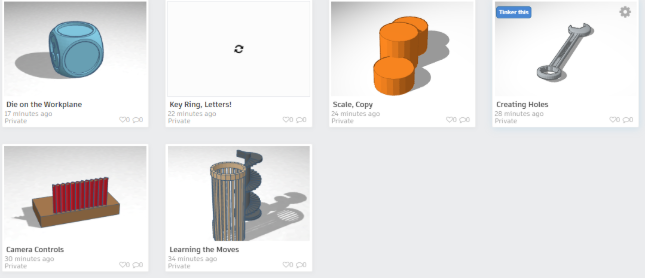 Tinker this
Die on the Workplane
17 minutes ago
Private
0 0
Key Ring, Letters!
22 minutes ago
Private
0 0
Scale, Copy
24 minutes ago
Private
0 0
Creating Holes
28 minutes ago
Private
0 0
Camera Controls
30 minutes ago
Private
0 0
Learning the Moves
34 minutes ago
Private
0 0